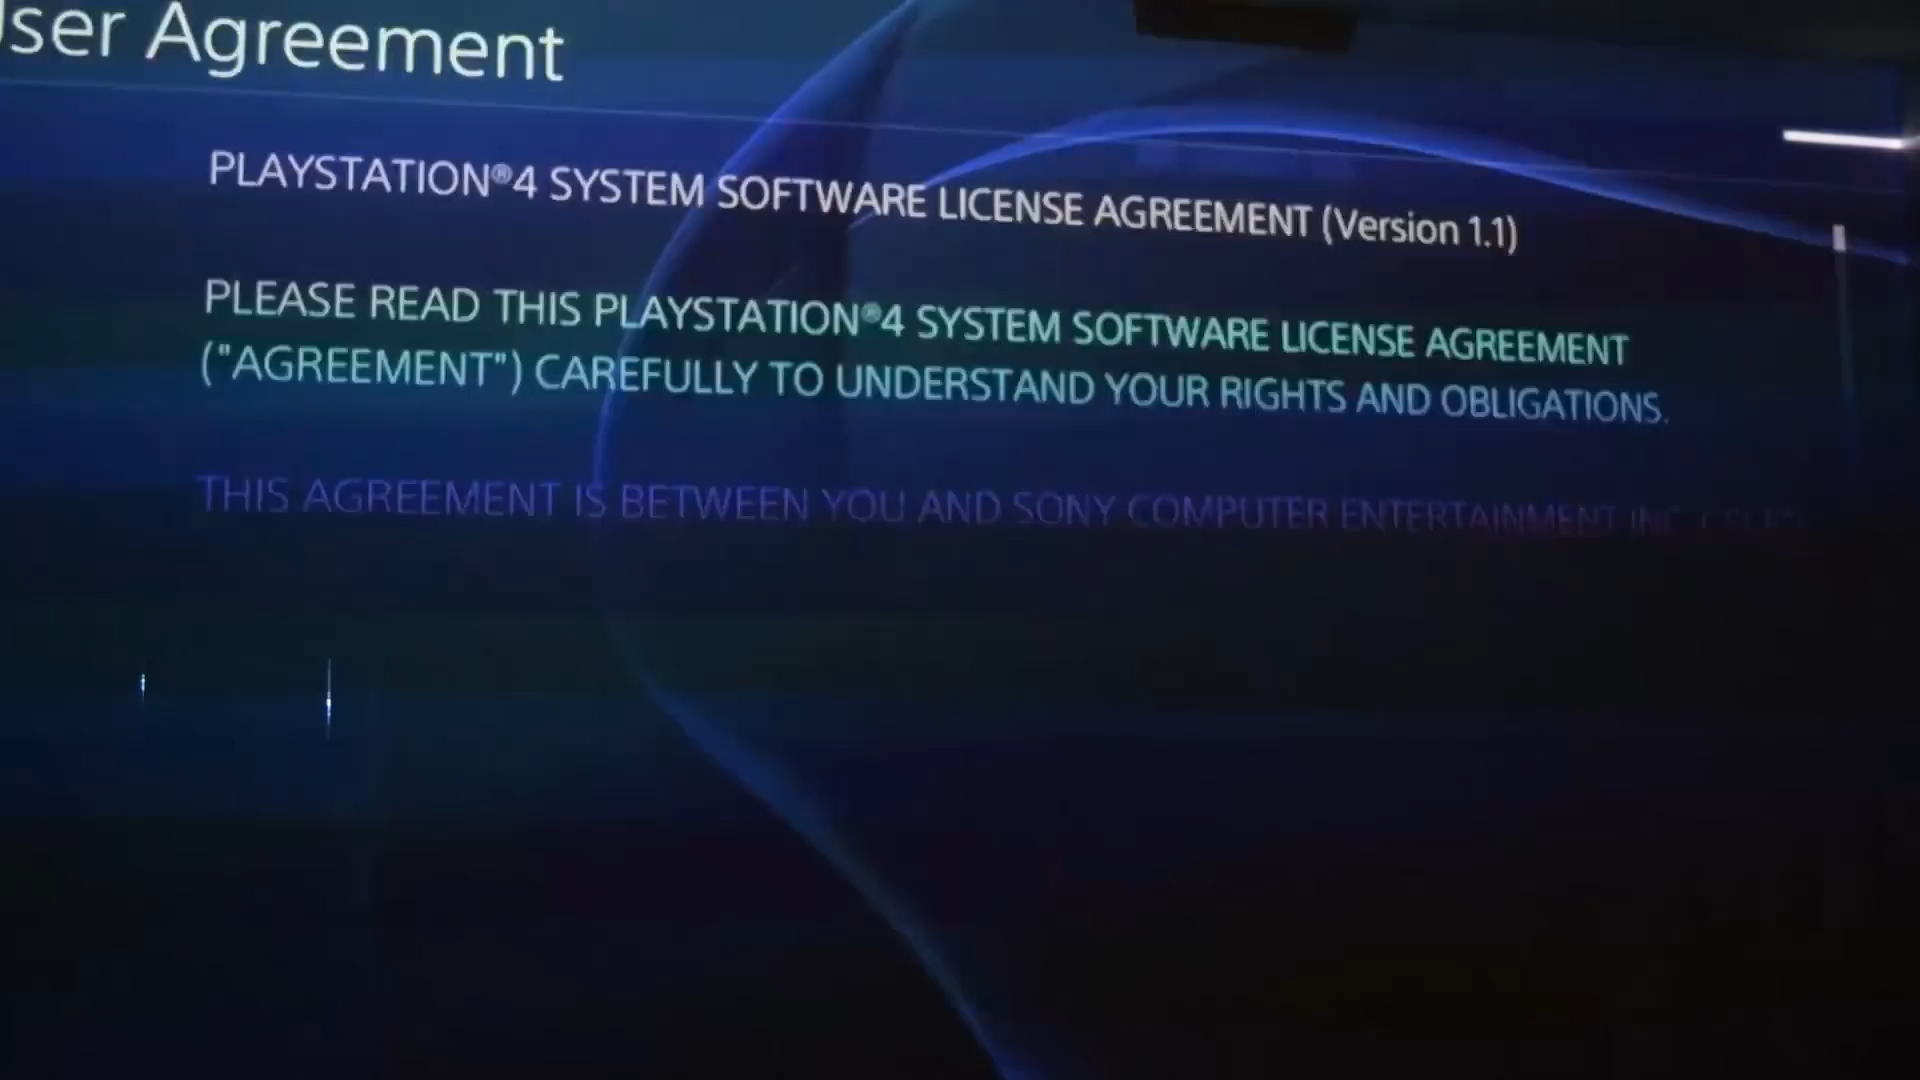 User Agreement
PLAYSTATION®4 SYSTEM SOFTWARE LICENSE AGREEMENT (Version 1.1)
PLEASE READ THIS PLAYSTATION®4 SYSTEM SOFTWARE LICENSE AGREEMENT
("AGREEMENT") CAREFULLY TO UNDERSTAND YOUR RIGHTS AND OBLIGATIONS.
THIS AGREEMENT IS BETWEEN YOU AND SONY COMPUTER ENTERTAINMENT INC.